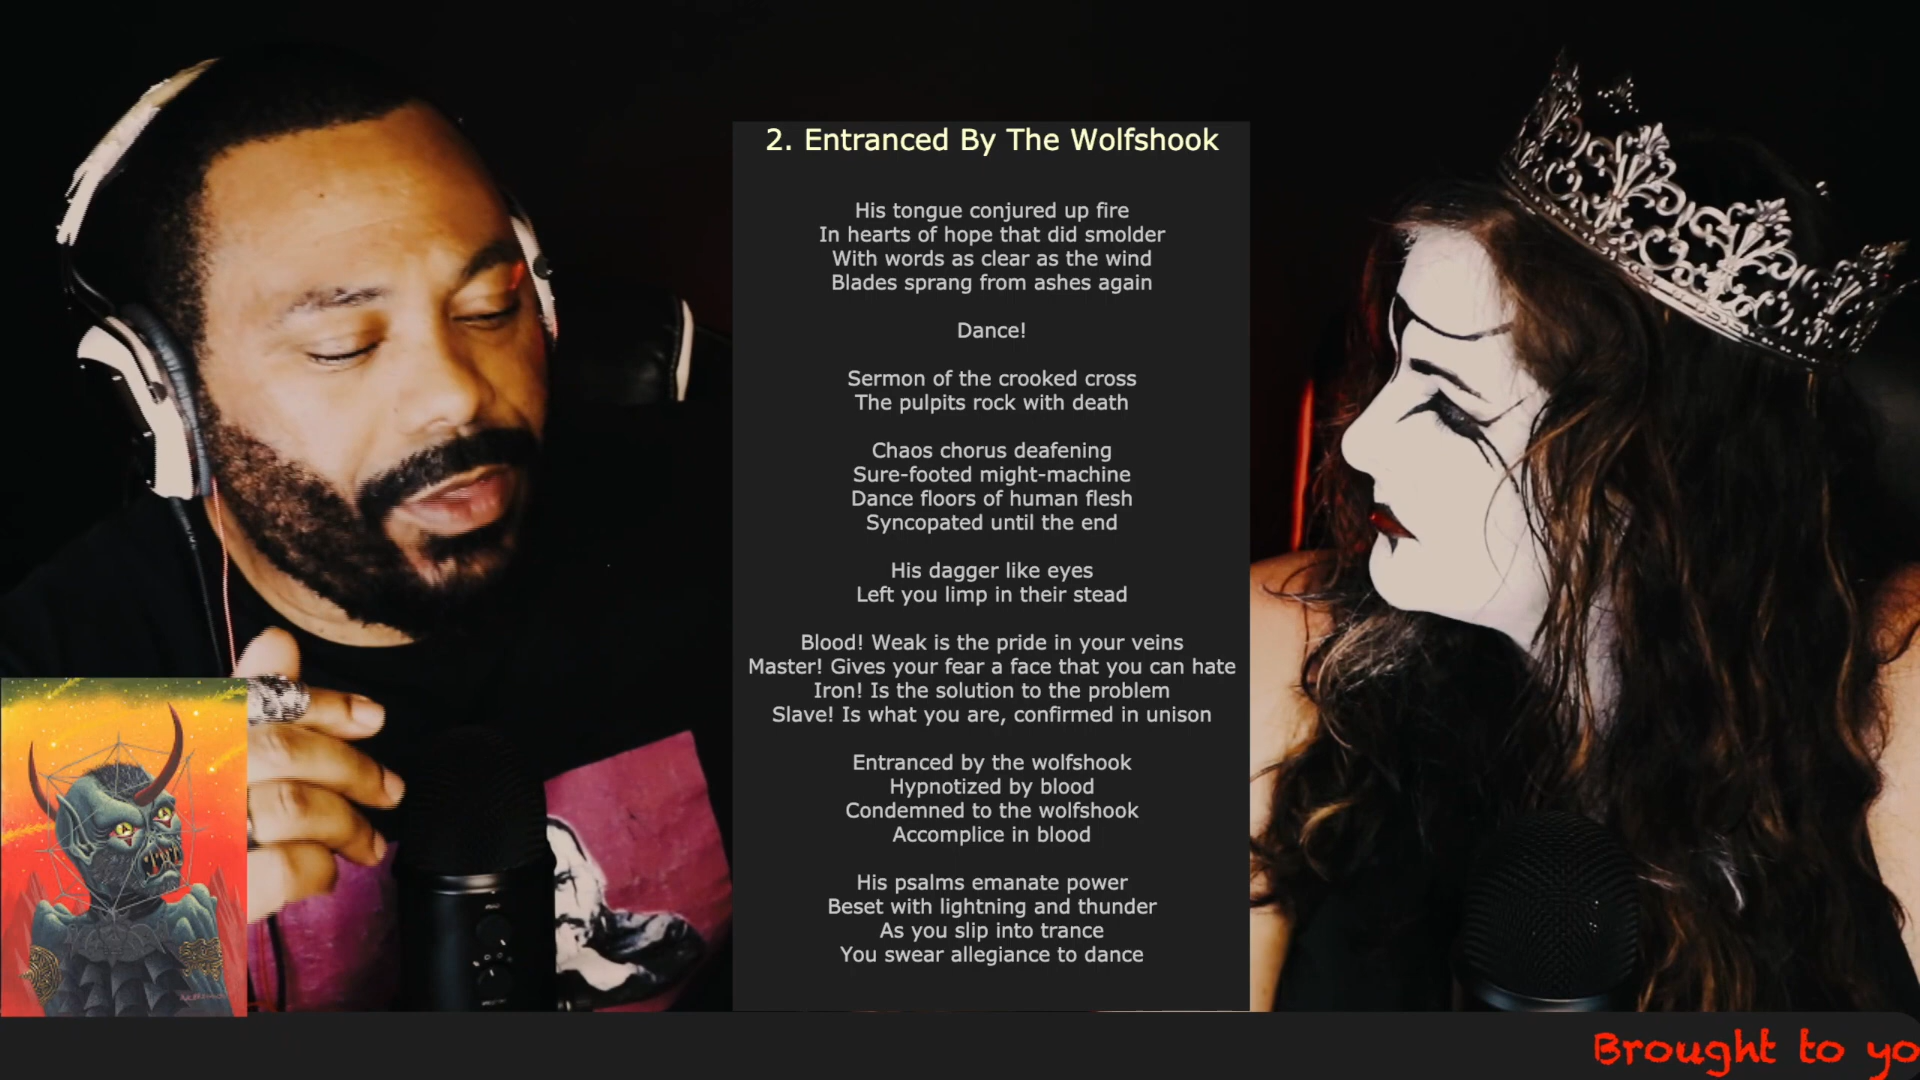 2. Entranced By The Wolfshook
His tongue conjured up fire
In hearts of hope that did smolder
With words as clear as the wind
Blades sprang from ashes again
Dance!
Sermon of the crooked cross
The pulpits rock with death
Chaos chorus deafening
Sure-footed might-machine
Dance floors of human flesh
Syncopated until the end
His dagger like eyes
Left you limp in their stead
Blood! Weak is the pride in your veins
Master! Gives your fear a face that you can hate
Iron! Is the solution to the problem
Slave! Is what you are, confirmed in unison
Entranced by the wolfshook
Hypnotized by blood
Condemned to the wolfshook
Accomplice in blood
His psalms emanate power
Beset with lightning and thunder
As you slip into trance
You swear allegiance to dance
Brought to yo